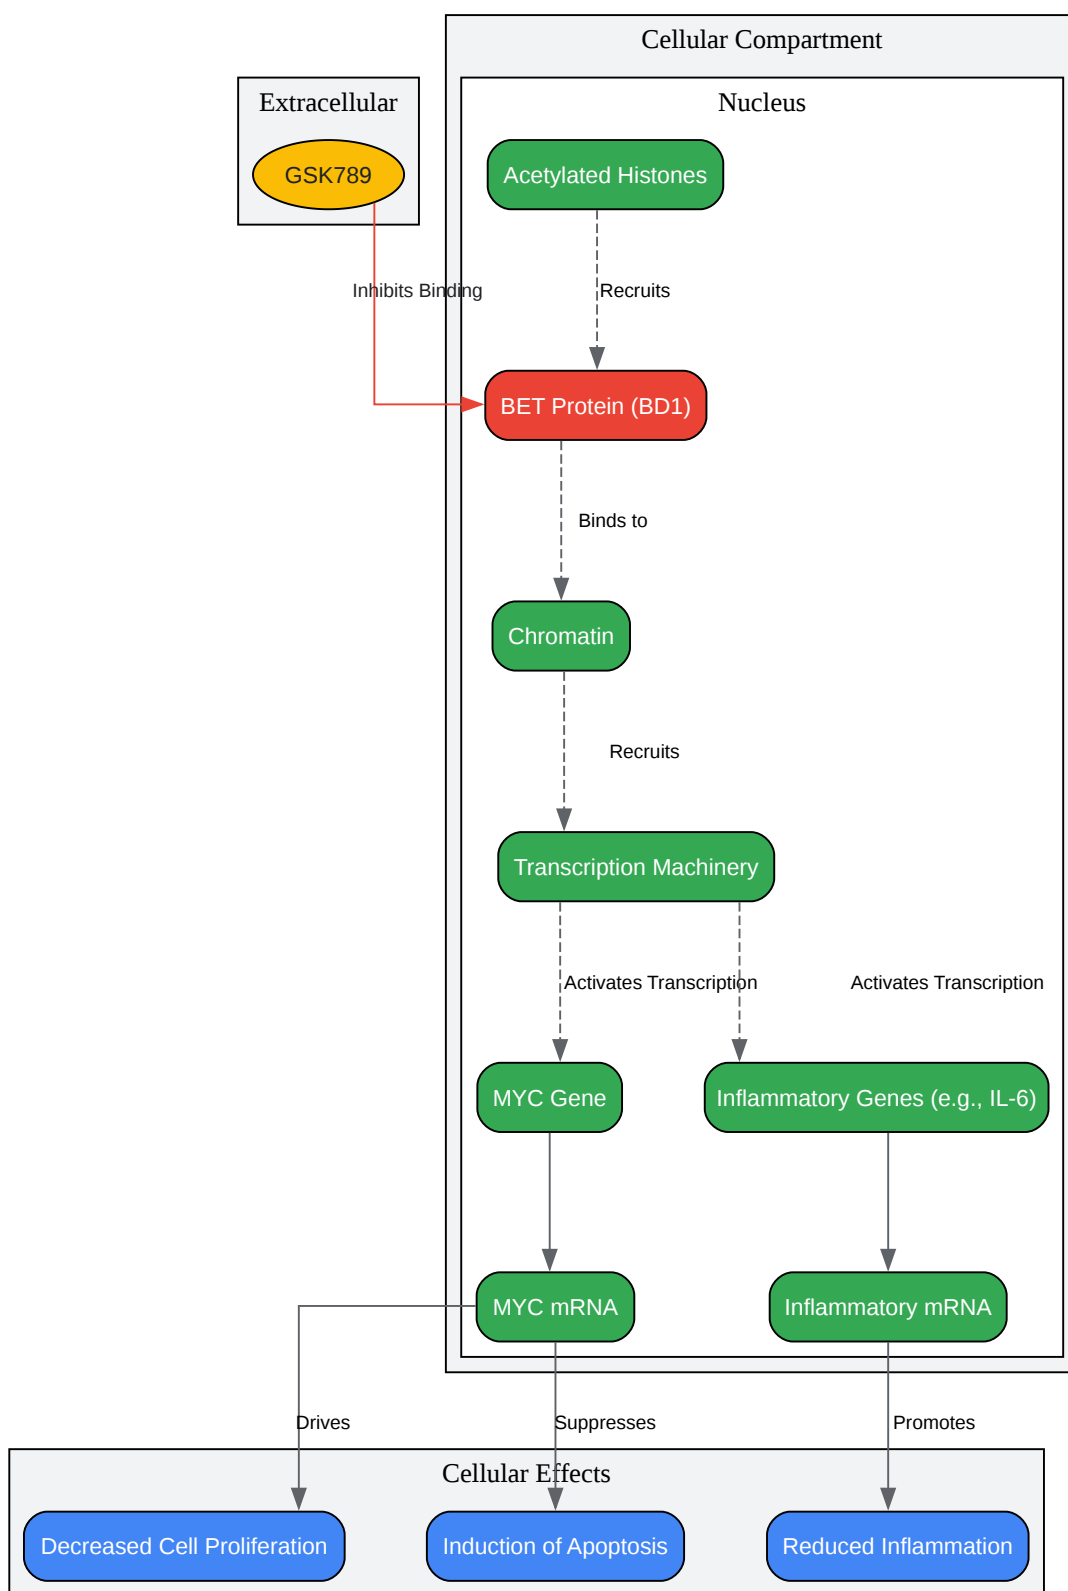 Cellular Compartment
Extracellular
Nucleus
GSK789
Acetylated Histones
Inhibits Binding
Recruits
BET Protein (BD1)
Binds to
Chromatin
Recruits
Transcription Machinery
Activates Transcription
Activates Transcription
MYC Gene
Inflammatory Genes (e.g., IL-6)
MYC mRNA
Inflammatory mRNA
Drives
Suppresses
Promotes
Cellular Effects
Decreased Cell Proliferation
Induction of Apoptosis
Reduced Inflammation